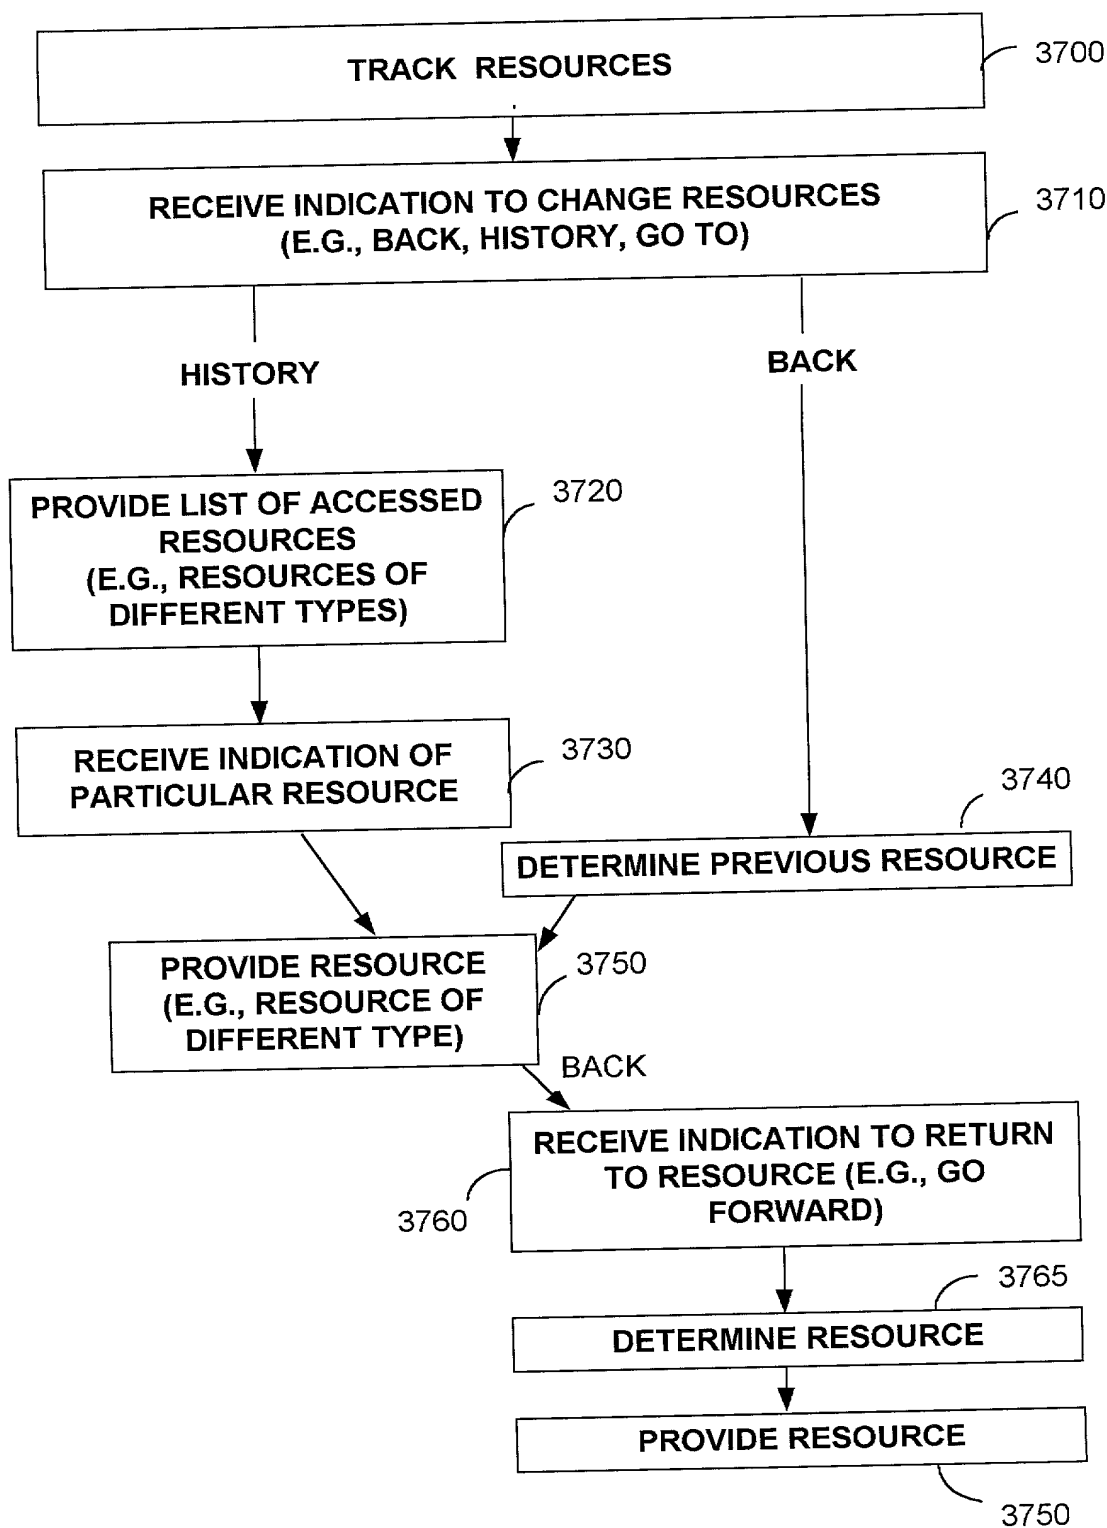 TRACK RESOURCES
3700
RECEIVE INDICATION TO CHANGE RESOURCES
(E.G., BACK, HISTORY, GO TO)
3710
HISTORY
BACK
PROVIDE LIST OF ACCESSED
RESOURCES
(E.G., RESOURCES OF
DIFFERENT TYPES)
3720
RECEIVE INDICATION OF
PARTICULAR RESOURCE
3730
3740
DETERMINE PREVIOUS RESOURCE
PROVIDE RESOURCE
(E.G., RESOURCE OF
DIFFERENT TYPE)
3750
BACK
RECEIVE INDICATION TO RETURN
TO RESOURCE (E.G., GO
FORWARD)
3760
3765
DETERMINE RESOURCE
PROVIDE RESOURCE
3750